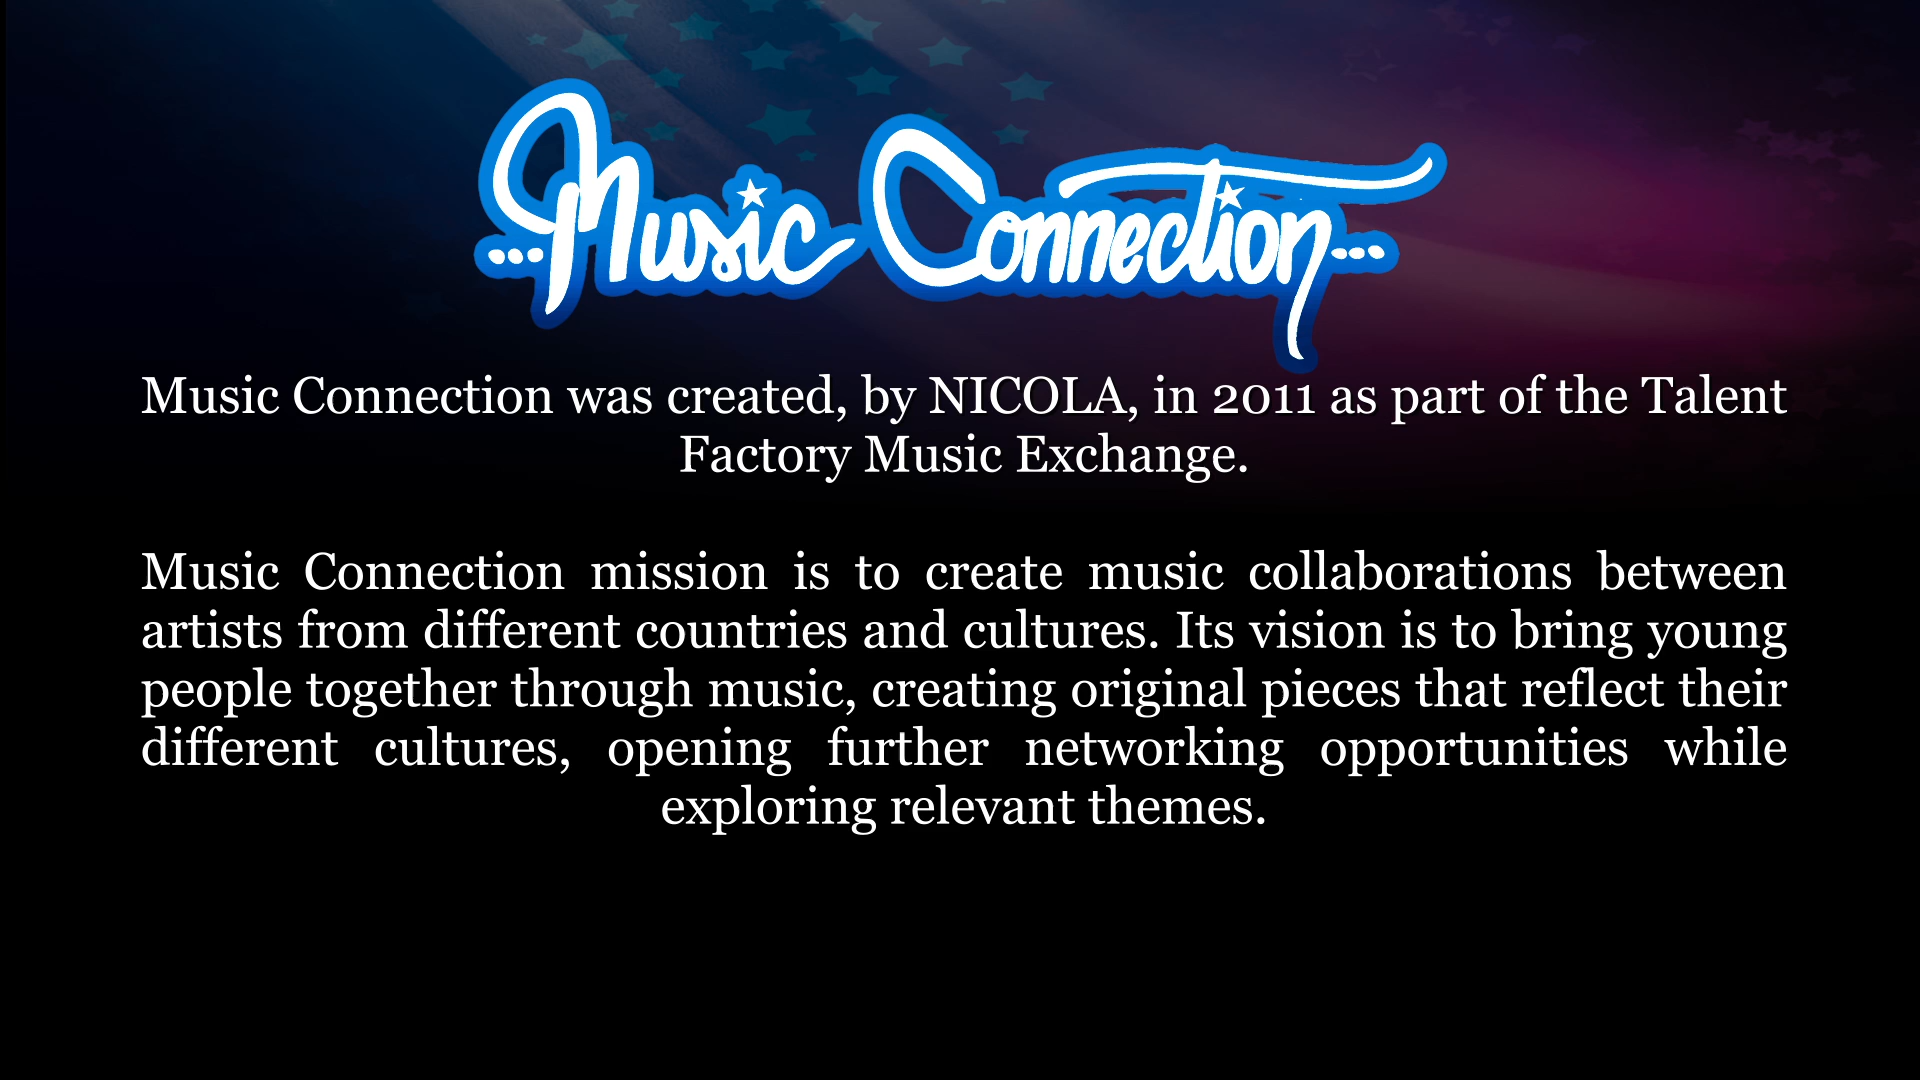 ...Music Connection...
Music Connection was created, by NICOLA, in 2011 as part of the Talent
Factory Music Exchange.
Music Connection mission is to create music collaborations between
artists from different countries and cultures. Its vision is to bring young
people together through music, creating original pieces that reflect their
different cultures, opening further networking opportunities while
exploring relevant themes.